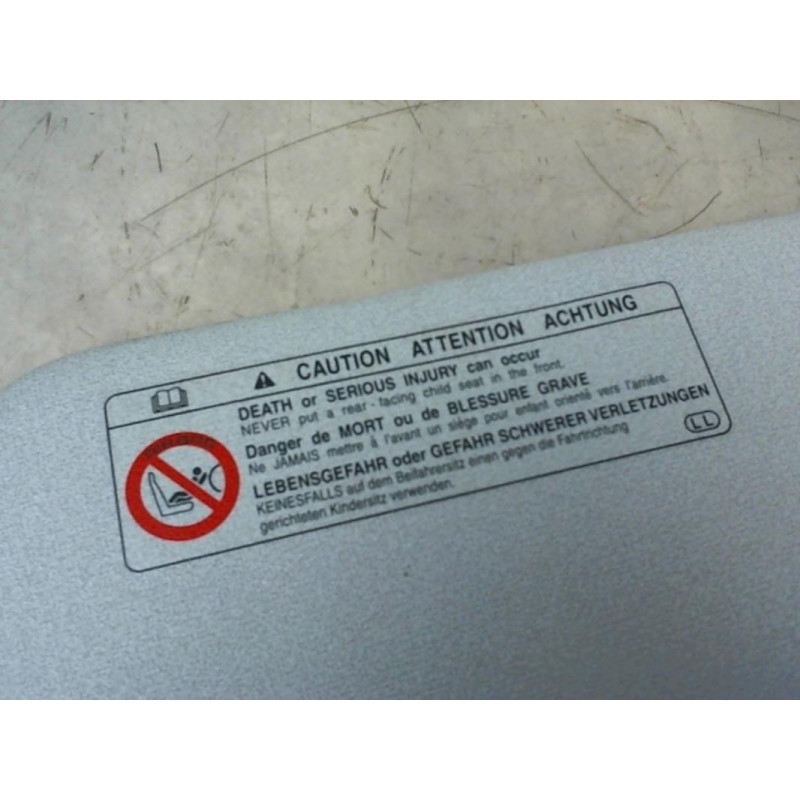 CAUTION ATTENTION ACHTUNG
DEATH or SERIOUS INJURY can occur
NEVER put a rear-facing child seat in the front.
Danger de MORT ou de BLESSURE GRAVE
Ne JAMAIS mettre à l'avant un siège pour enfant orienté vers l'arrière.
LEBENSGEFAHR oder GEFAHR SCHWERER VERLETZUNGEN
KEINESFALLS auf dem Beifahrersitz einen gegen die Fahrtrichtung
gerichteten Kindersitz verwenden.
LL